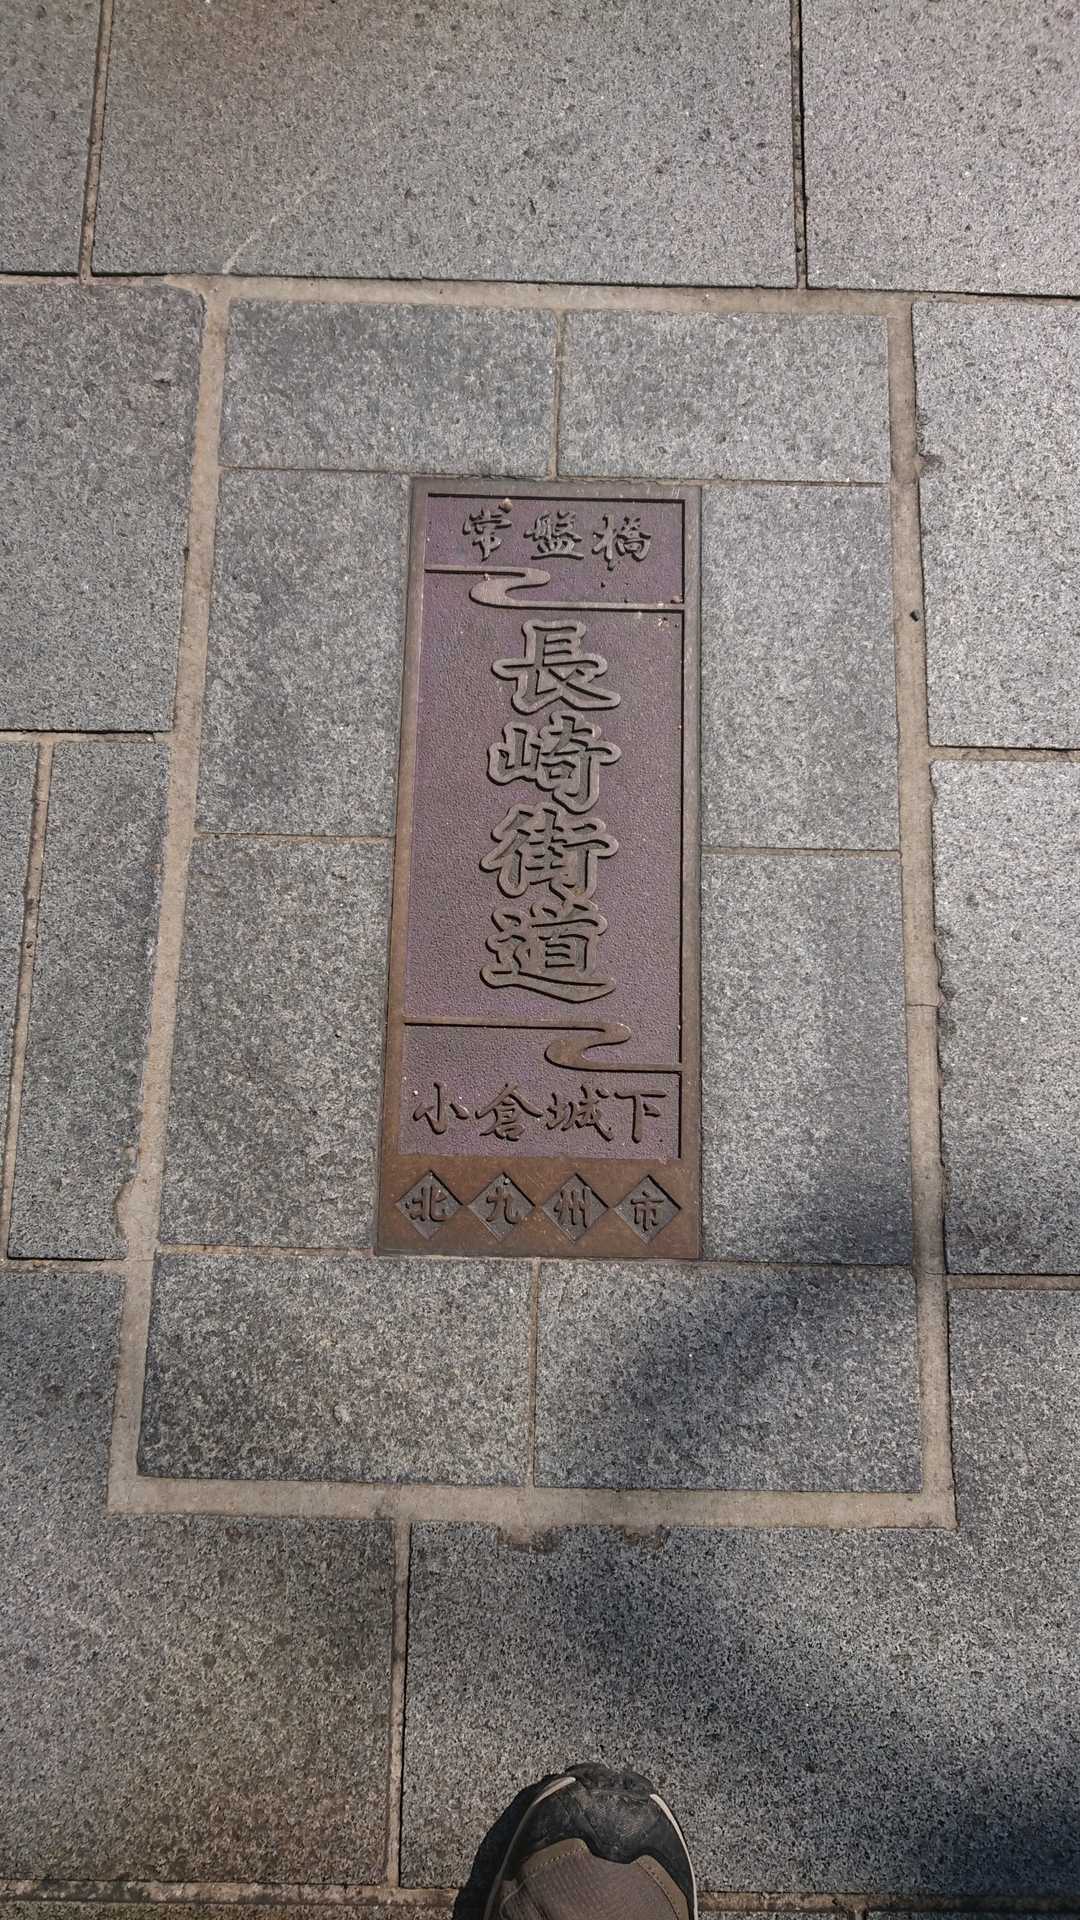 常盤橋
長崎街道
小倉城下
北九州市